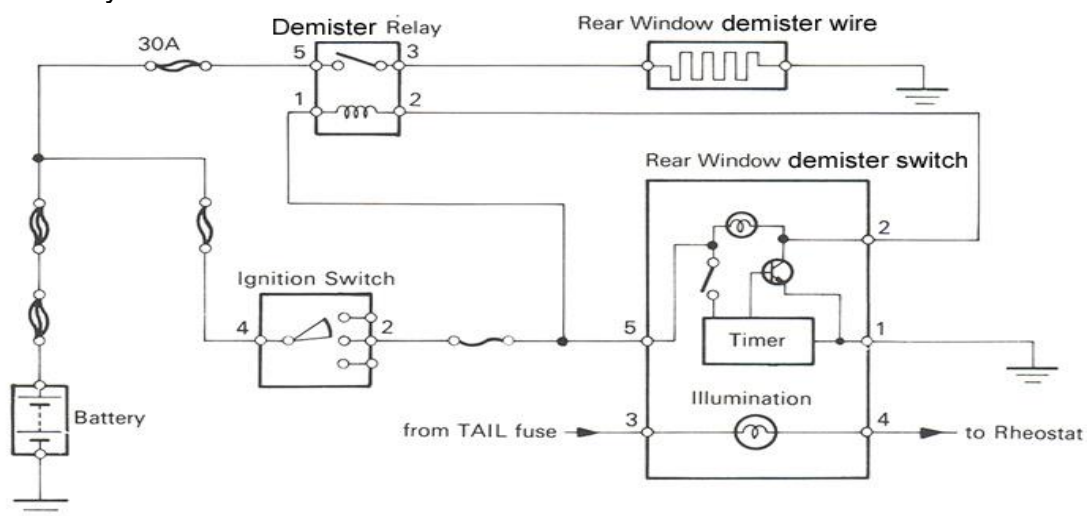 Demister Relay
Rear Window demister wire
30A
5
3
1
2
Rear Window demister switch
2
Ignition Switch
4
2
5
1
Timer
Battery
Illumination
from TAIL fuse
3
4
to Rheostat